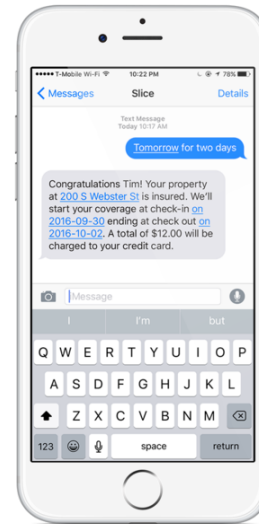 T-Mobile Wi-Fi 10:22 PM 78%
Messages Slice Details
Text Message
Today 10:17 AM
Tomorrow for two days
Congratulations Tim! Your property
at 200 S Webster St is insured. We'll
start your coverage at check-in on
2016-09-30 ending at check out on
2016-10-02. A total of $12.00 will be
charged to your credit card.
Message
I I'm but
Q W E R T Y U I O P
A S D F G H J K L
Z X C V B N M
123 space return